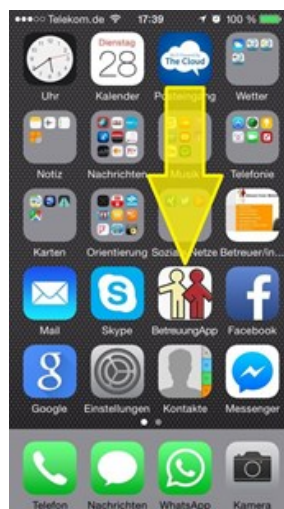 Telekom.de 17:39 100 %
Dienstag
28
The Cloud
Uhr Kalender Posteingang Wetter
Notiz Nachrichten Musik Telefonie
Karten Orientierung Soziale Netze Betreuer/in...
Mail Skype BetreuungApp Facebook
Google Einstellungen Kontakte Messenger
Telefon Nachrichten WhatsApp Kamera